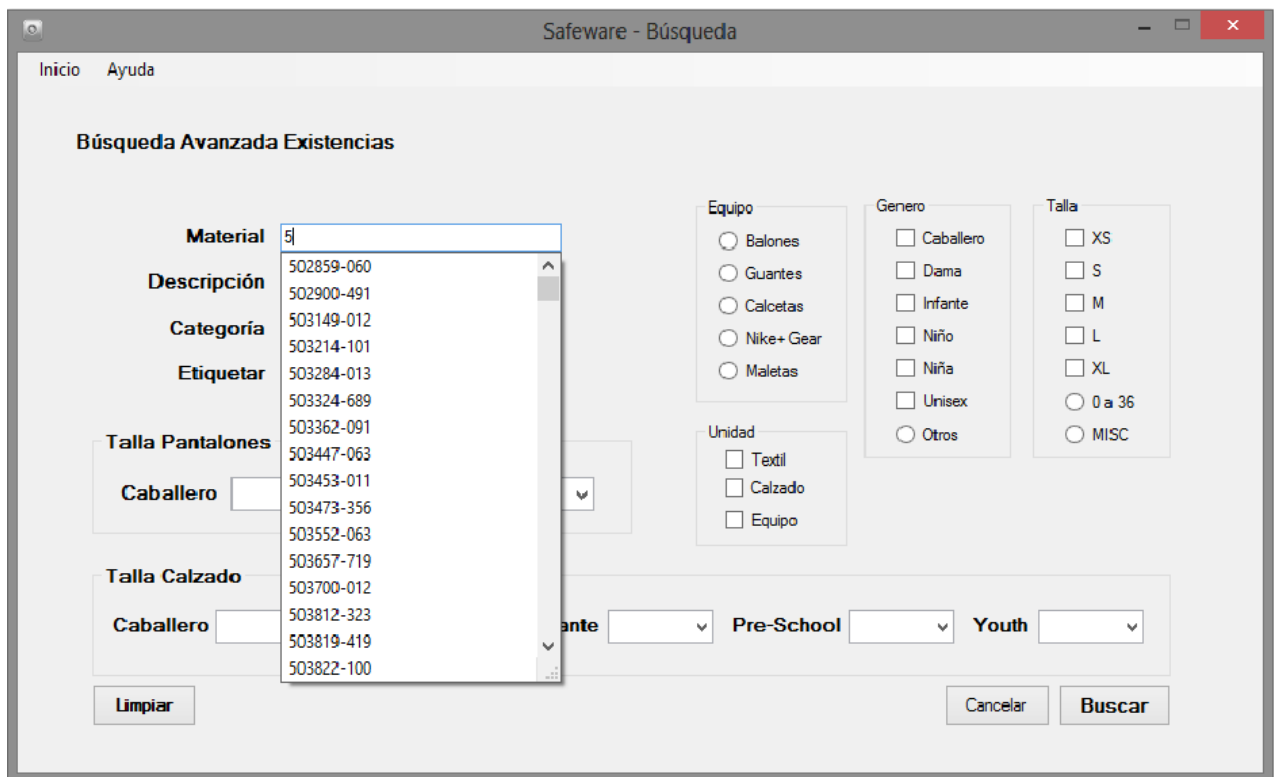 Safeware - Búsqueda
Inicio Ayuda
Búsqueda Avanzada Existencias
Material 5
Descripción
Categoría
Etiquetar
502859-060
502900-491
503149-012
503214-101
503284-013
503324-689
503362-091
503447-063
503453-011
503473-356
503552-063
503657-719
503700-012
503812-323
503819-419
503822-100
Equipo
Balones
Guantes
Calcetas
Nike+ Gear
Maletas
Genero
Caballero
Dama
Infante
Niño
Niña
Unisex
Otros
Talla
XS
S
M
L
XL
0 a 36
MISC
Unidad
Textil
Calzado
Equipo
Talla Pantalones
Caballero
Talla Calzado
Caballero ante Pre-School Youth
Limpiar Cancelar Buscar